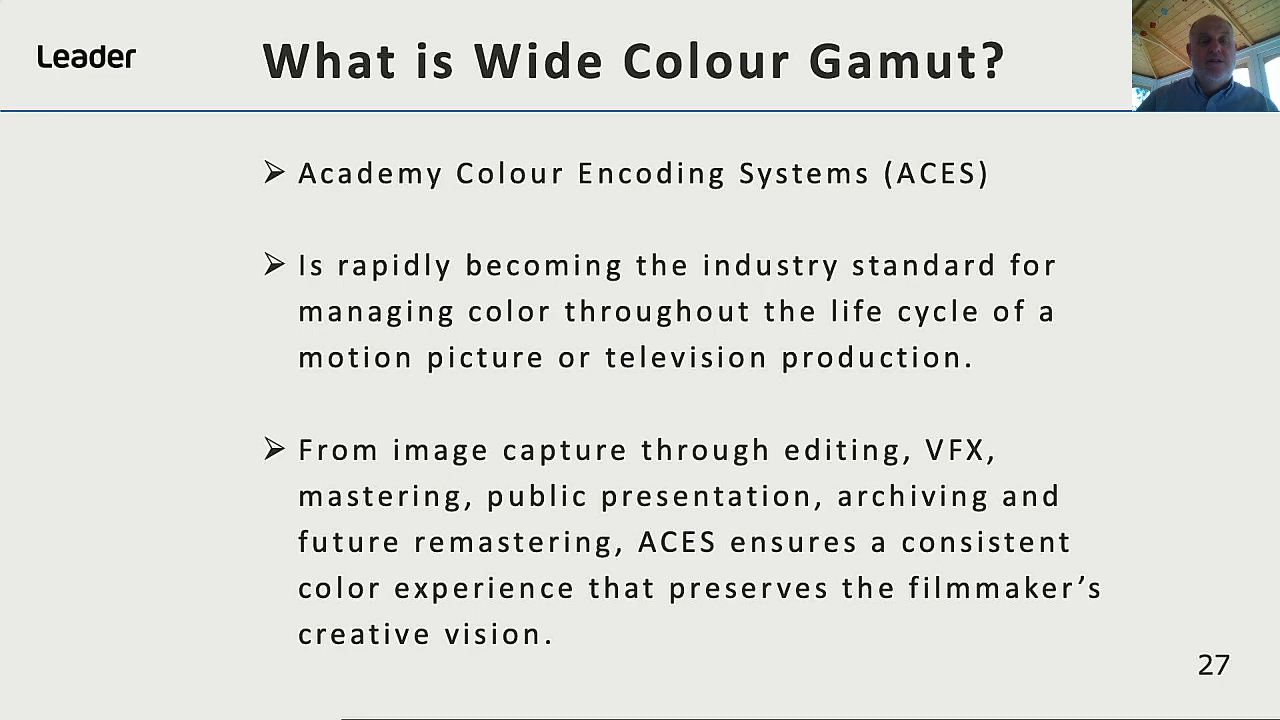 Leader
What is Wide Colour Gamut?
➢ Academy Colour Encoding Systems (ACES)
➢ Is rapidly becoming the industry standard for
managing color throughout the life cycle of a
motion picture or television production.
➢ From image capture through editing, VFX,
mastering, public presentation, archiving and
future remastering, ACES ensures a consistent
color experience that preserves the filmmaker’s
creative vision.
27